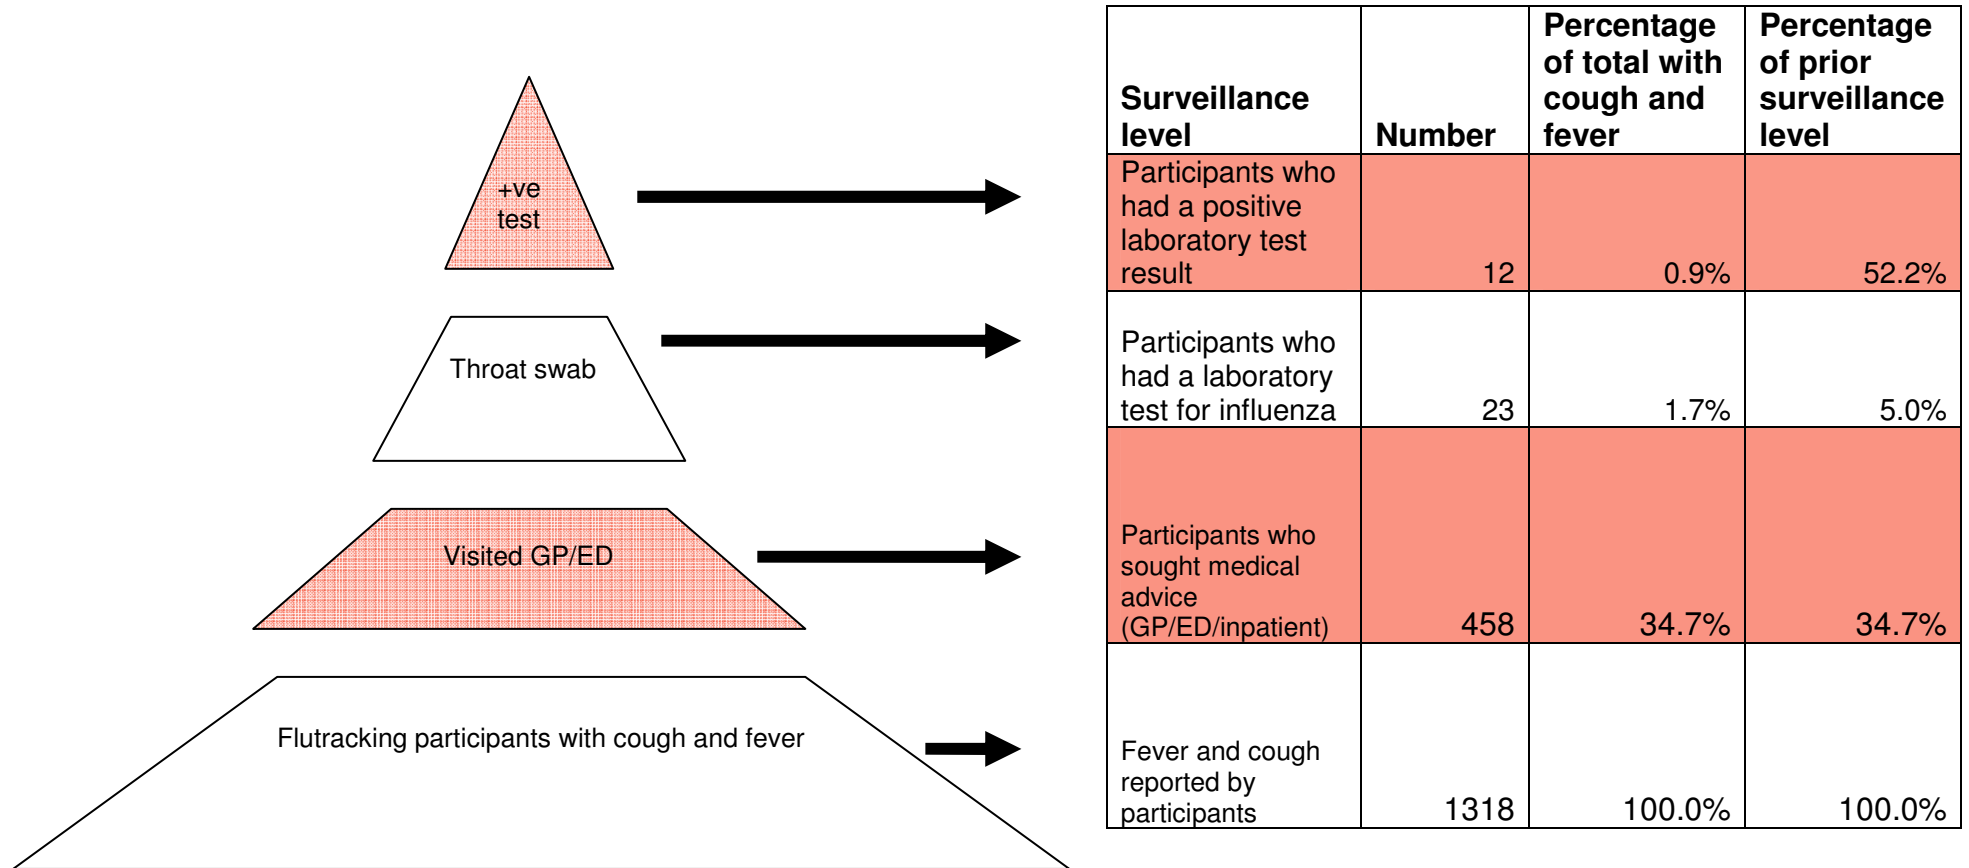 +ve
test
Throat swab
Visited GP/ED
Flutracking participants with cough and fever
Surveillance
level
Number
Percentage
of total with
cough and
fever
Percentage
of prior
surveillance
level
Participants who
had a positive
laboratory test
result
12
0.9%
52.2%
Participants who
had a laboratory
test for influenza
23
1.7%
5.0%
Participants who
sought medical
advice
(GP/ED/inpatient)
458
34.7%
34.7%
Fever and cough
reported by
participants
1318
100.0%
100.0%